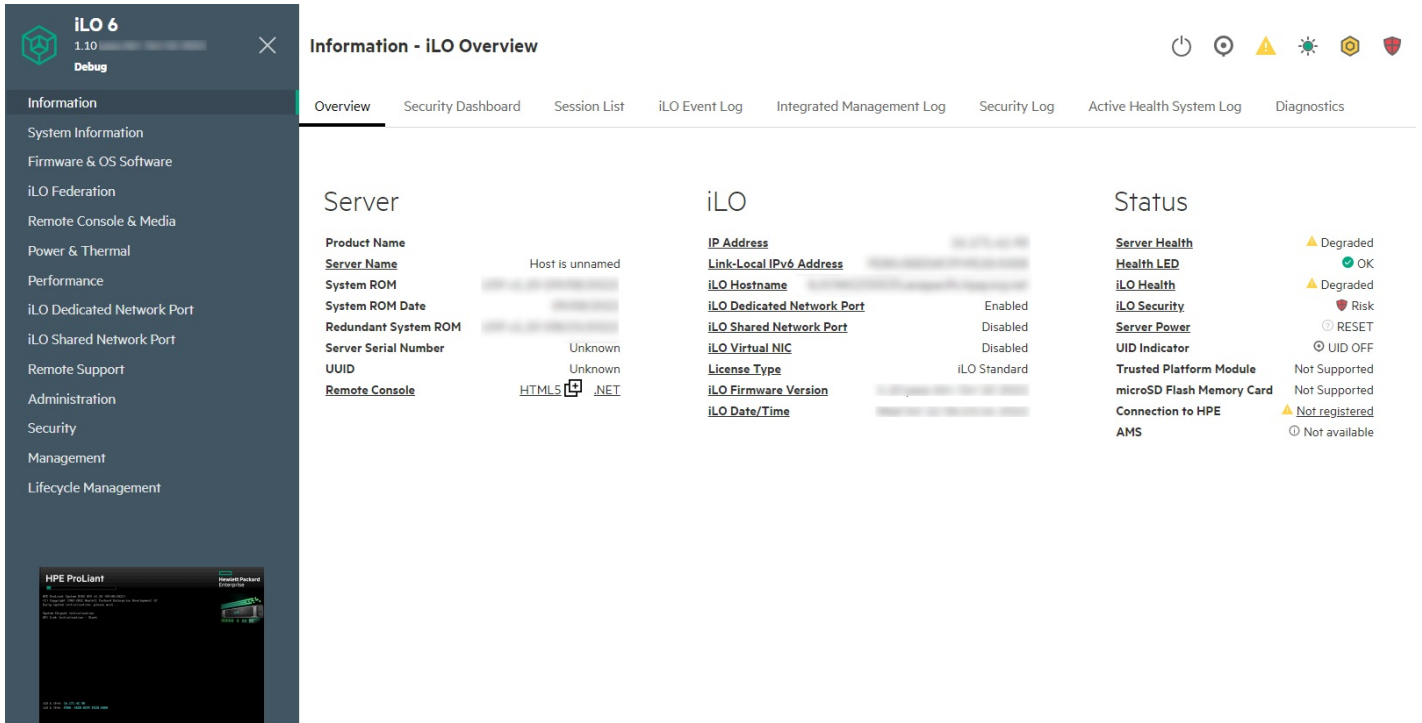 iLO 6
1.10
Debug
Information
System Information
Firmware & OS Software
iLO Federation
Remote Console & Media
Power & Thermal
Performance
iLO Dedicated Network Port
iLO Shared Network Port
Remote Support
Administration
Security
Management
Lifecycle Management
HPE ProLiant
Hewlett Packard
Enterprise
Information - iLO Overview
Overview Security Dashboard Session List iLO Event Log Integrated Management Log Security Log Active Health System Log Diagnostics
Server
Product Name
Server Name Host is unnamed
System ROM
System ROM Date
Redundant System ROM
Server Serial Number Unknown
UUID Unknown
Remote Console HTML5 .NET
iLO
IP Address
Link-Local IPv6 Address
iLO Hostname
iLO Dedicated Network Port Enabled
iLO Shared Network Port Disabled
iLO Virtual NIC Disabled
License Type iLO Standard
iLO Firmware Version
iLO Date/Time
Status
Server Health Degraded
Health LED OK
iLO Health Degraded
iLO Security Risk
Server Power RESET
UID Indicator UID OFF
Trusted Platform Module Not Supported
microSD Flash Memory Card Not Supported
Connection to HPE Not registered
AMS Not available